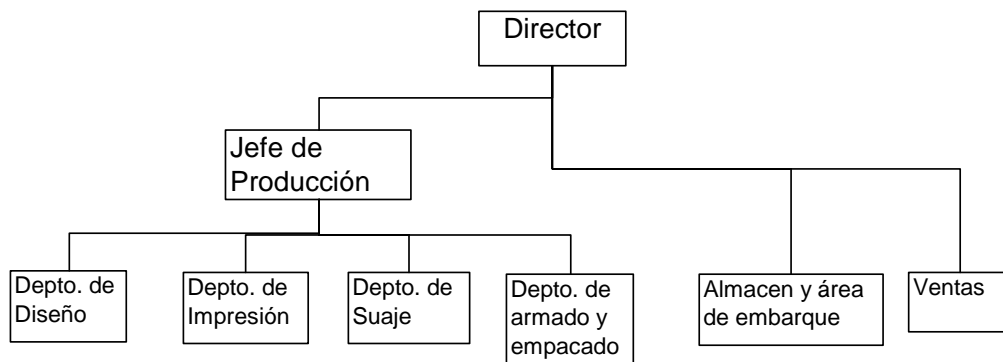 Director
Jefe de
Producción
Depto. de
Diseño
Depto. de
Impresión
Depto. de
Suaje
Depto. de
armado y
empacado
Almacen y área
de embarque
Ventas